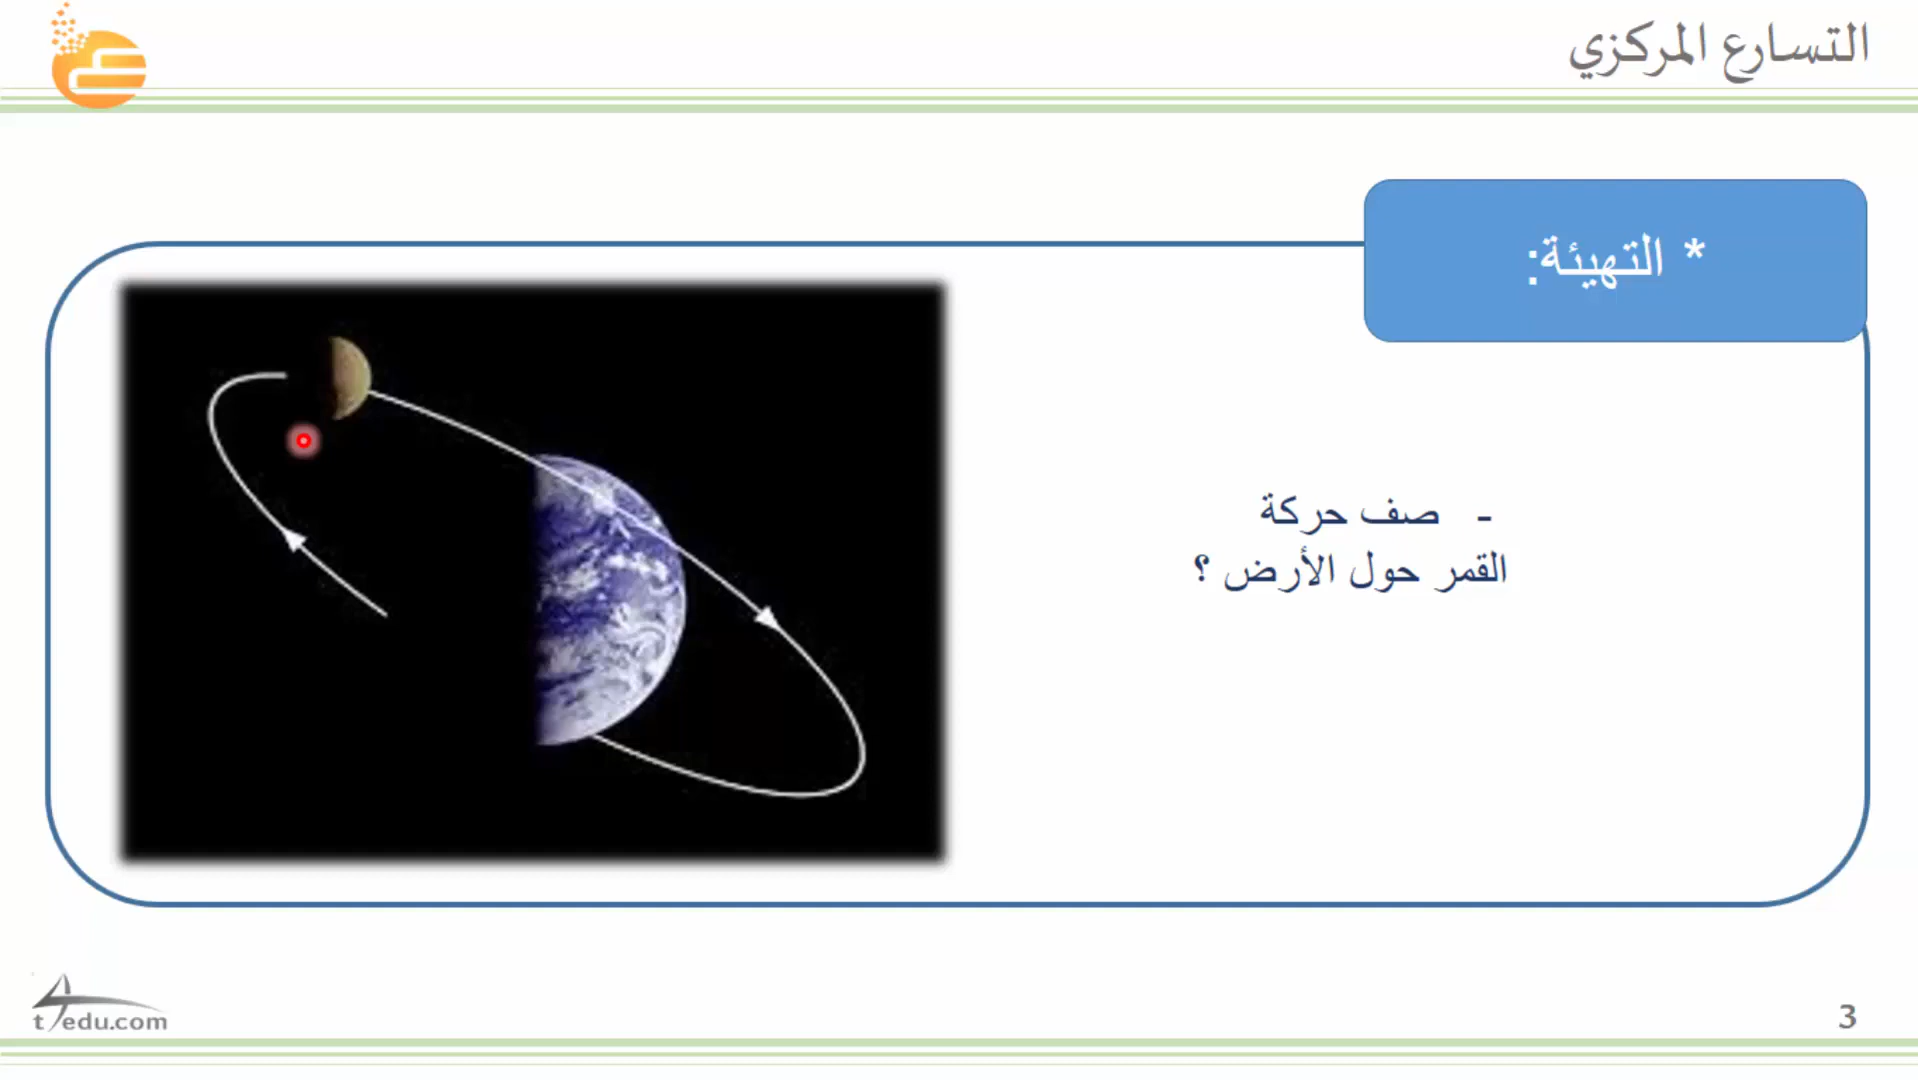 التسارع المركزي
* التهيئة:
- صف حركة
القمر حول الأرض ؟
t4edu.com
3